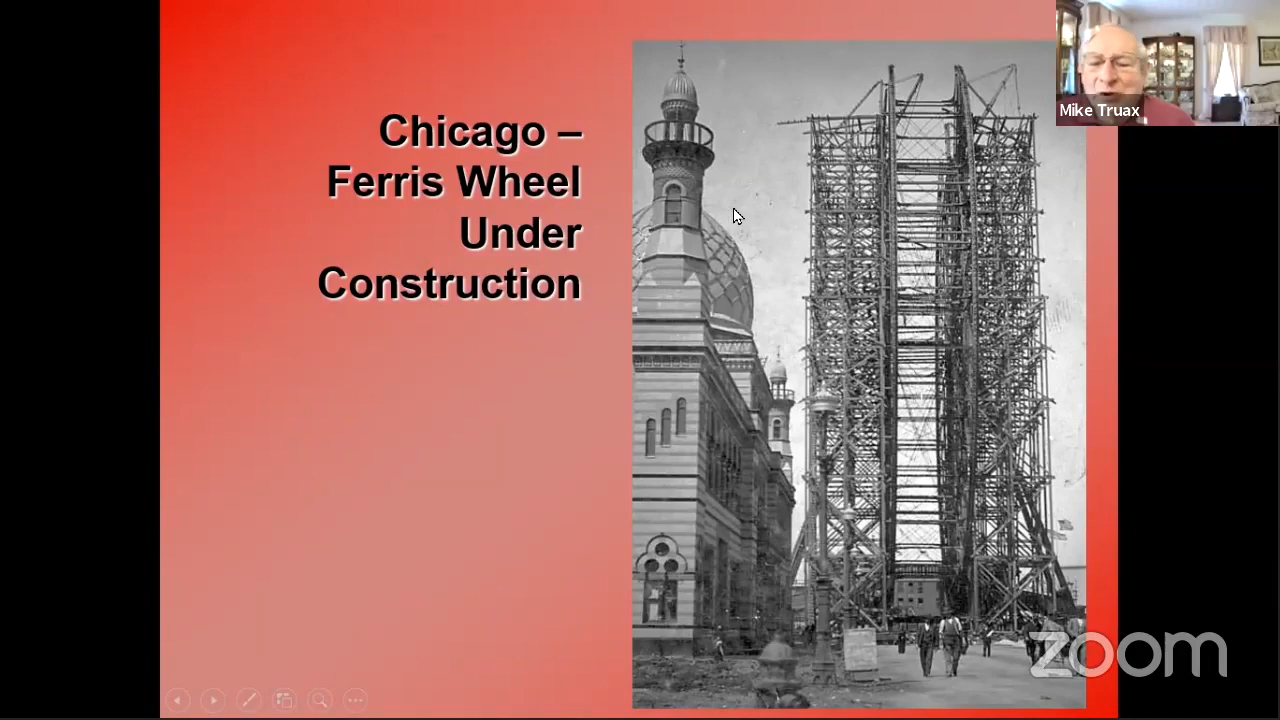 Chicago –
Ferris Wheel
Under
Construction
Mike Truax
zoom